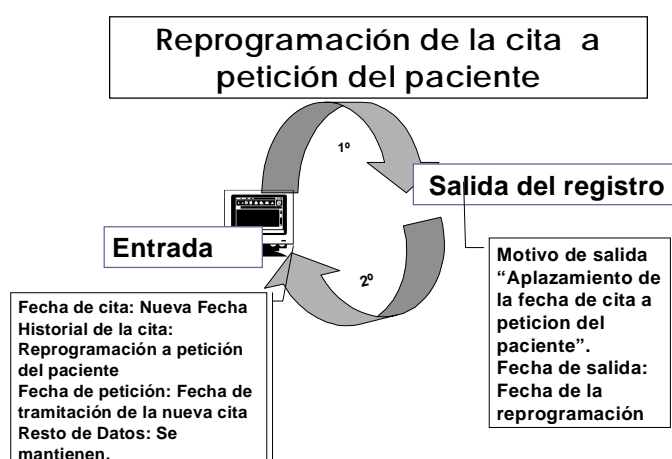 Reprogramación de la cita a
petición del paciente
1º
Salida del registro
Entrada
2º
Motivo de salida
“Aplazamiento de
la fecha de cita a
peticion del
paciente”.
Fecha de salida:
Fecha de la
reprogramación
Fecha de cita: Nueva Fecha
Historial de la cita:
Reprogramación a petición
del paciente
Fecha de petición: Fecha de
tramitación de la nueva cita
Resto de Datos: Se
mantienen.